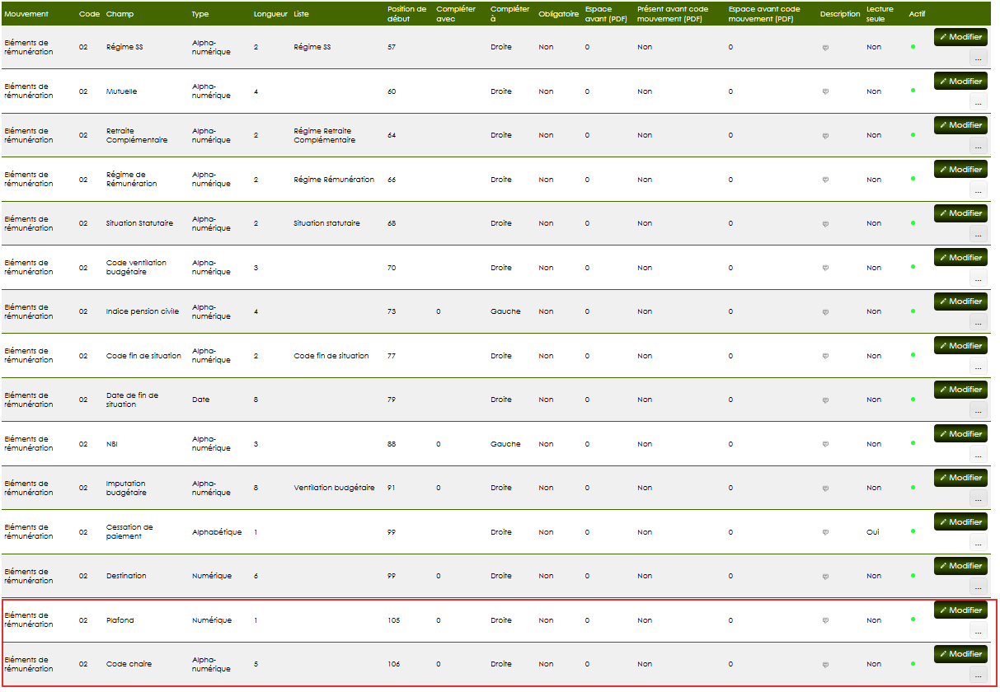 Mouvement Code Champ Type Longueur Liste Position de début Compléter avec Compléter à Obligatoire Espace avant (PDF) Présent avant code mouvement (PDF) Espace avant code mouvement (PDF) Description Lecture seule Actif
Eléments de rémunération 02 Régime SS Alpha-numérique 2 Régime SS 57 Droite Non 0 Non 0 Non Modifier ...
Eléments de rémunération 02 Mutuelle Alpha-numérique 4 60 Droite Non 0 Non 0 Non Modifier ...
Eléments de rémunération 02 Retraite Complémentaire Alpha-numérique 2 Régime Retraite Complémentaire 64 Droite Non 0 Non 0 Non Modifier ...
Eléments de rémunération 02 Régime de Rémunération Alpha-numérique 2 Régime Rémunération 66 Droite Non 0 Non 0 Non Modifier ...
Eléments de rémunération 02 Situation Statutaire Alpha-numérique 2 Situation statutaire 68 Droite Non 0 Non 0 Non Modifier ...
Eléments de rémunération 02 Code ventilation budgétaire Alpha-numérique 3 70 Droite Non 0 Non 0 Non Modifier ...
Eléments de rémunération 02 Indice pension civile Alpha-numérique 4 73 0 Gauche Non 0 Non 0 Non Modifier ...
Eléments de rémunération 02 Code fin de situation Alpha-numérique 2 Code fin de situation 77 Droite Non 0 Non 0 Non Modifier ...
Eléments de rémunération 02 Date de fin de situation Date 8 79 Droite Non 0 Non 0 Non Modifier ...
Eléments de rémunération 02 NBI Alpha-numérique 3 88 0 Gauche Non 0 Non 0 Non Modifier ...
Eléments de rémunération 02 Imputation budgétaire Alpha-numérique 8 Ventilation budgétaire 91 0 Droite Non 0 Non 0 Non Modifier ...
Eléments de rémunération 02 Cessation de paiement Alphabétique 1 99 Droite Non 0 Non 0 Oui Modifier ...
Eléments de rémunération 02 Destination Numérique 6 99 0 Droite Non 0 Non 0 Non Modifier ...
Eléments de rémunération 02 Plafond Numérique 1 105 0 Droite Non 0 Non 0 Non Modifier ...
Eléments de rémunération 02 Code chaire Alpha-numérique 5 106 0 Droite Non 0 Non 0 Non Modifier ...